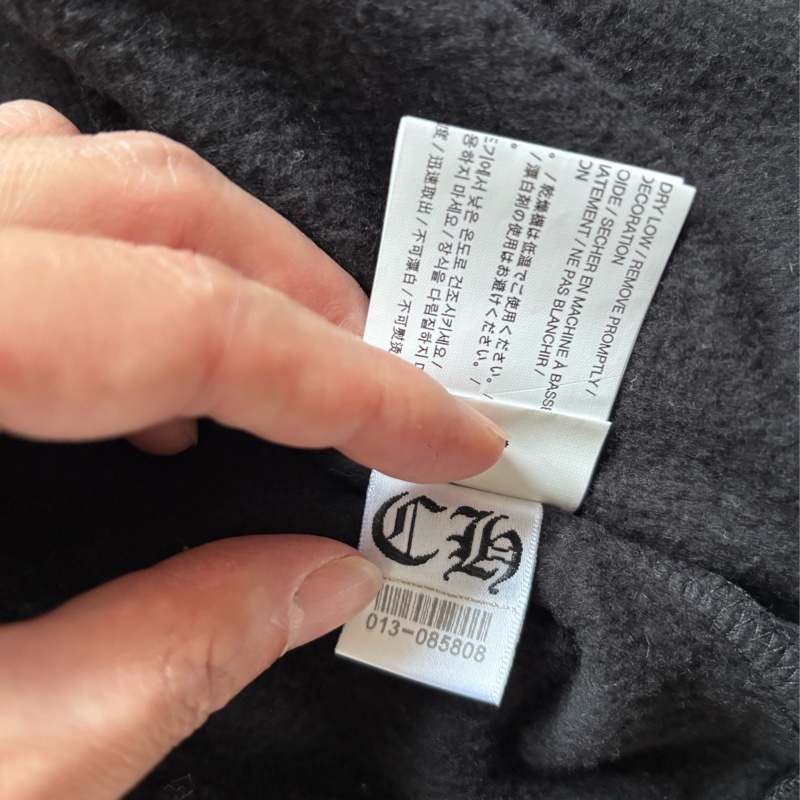 DRY LOW / REMOVE PROMPTLY /
DECORATION
OIDE / SÉCHER EN MACHINE À BASSE
IATEMENT / NE PAS BLANCHIR /
ON
。 / 乾燥機は低温でご使用ください。 /
/ 漂白剤の使用はお避けください。 /
。
기에서 낮은 온도로 건조시키세요 /
용하지 마세요 / 장식을 다림질하지 마
度 / 迅速取出 / 不可漂白 / 不可熨烫
CH
013-085808